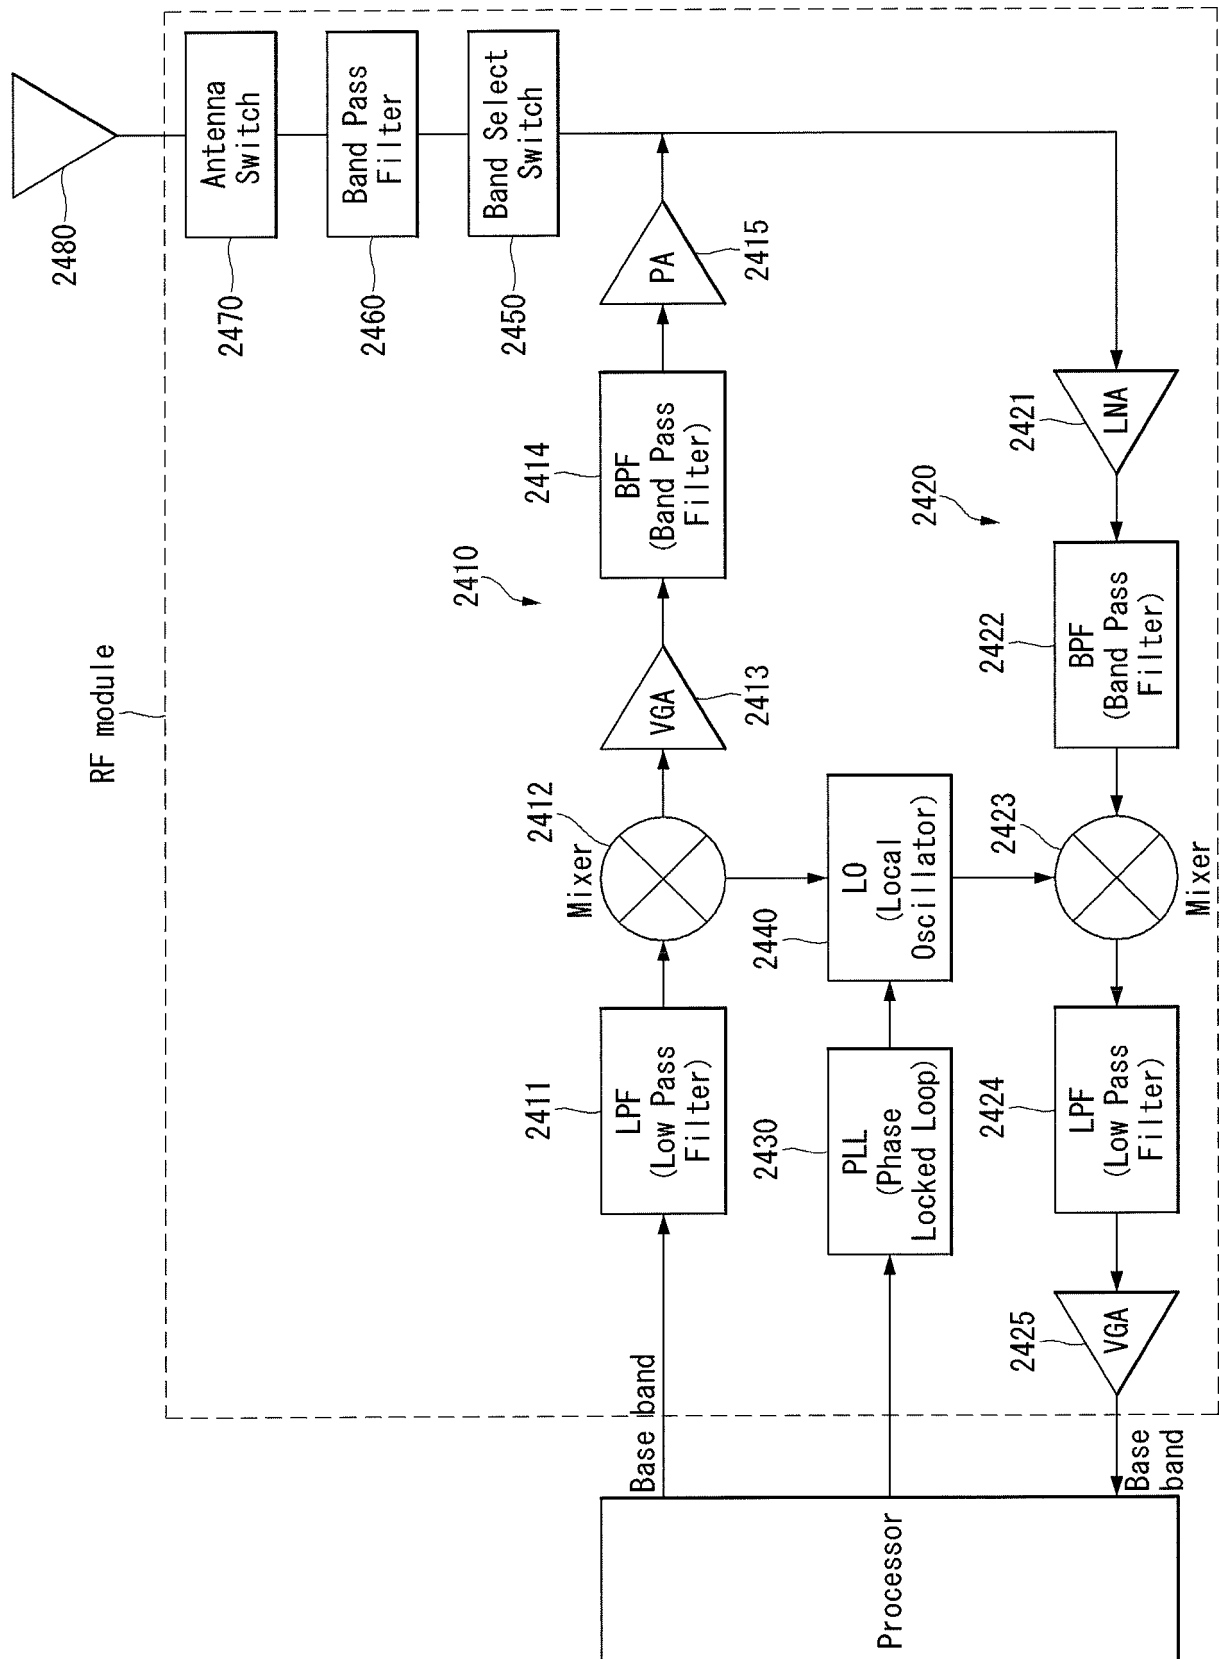 RF module
2480
Antenna
Switch
2470
Band Pass
Filter
2460
Band Select
Switch
2450
2410
Base band
LPF
(Low Pass
Filter)
2411
Mixer
2412
VGA
2413
BPF
(Band Pass
Filter)
2414
PA
2415
Processor
PLL
(Phase
Locked Loop)
2430
LO
(Local
Oscillator)
2440
2420
LNA
2421
BPF
(Band Pass
Filter)
2422
Mixer
2423
LPF
(Low Pass
Filter)
2424
VGA
2425
Base
band